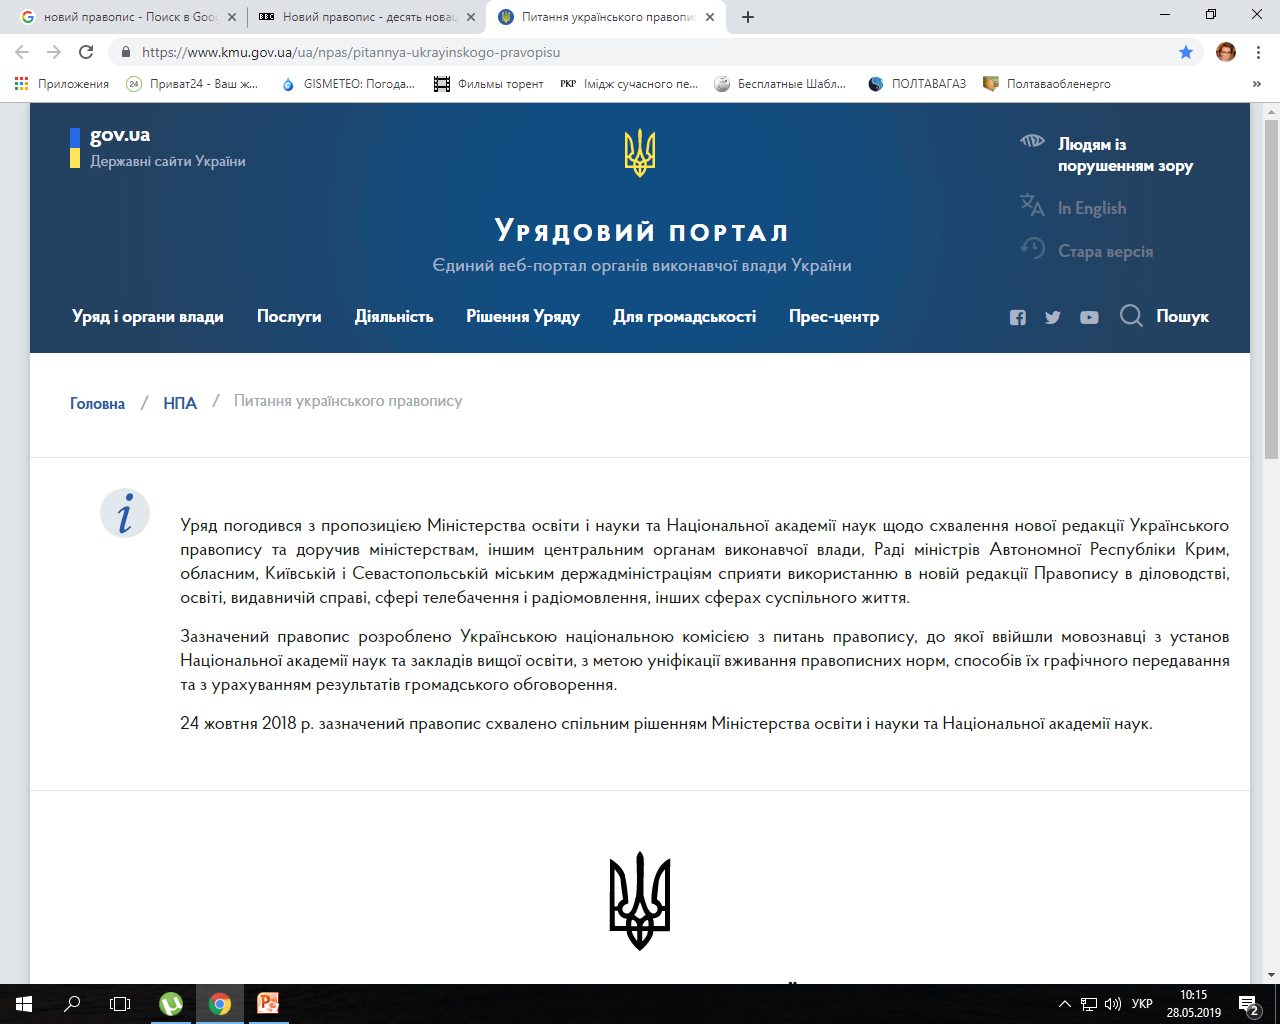 новий правопис - Поиск в Goo
Новий правопис - десять новац
Питання українського правопи
https://www.kmu.gov.ua/ua/npas/pitannya-ukrayinskogo-pravopisu
Приложения
24
Приват24 - Ваш ж...
GISMETEO: Погода...
Фильмы торент
РКР
Імідж сучасного пе...
Бесплатные Шабл...
ПОЛТАВАГАЗ
Полтаваобленерго
»
gov.ua
Державні сайти України
Людям із
порушенням зору
In English
Стара версія
Урядовий портал
Єдиний веб-портал органів виконавчої влади України
Уряд і органи влади
Послуги
Діяльність
Рішення Уряду
Для громадськості
Прес-центр
Пошук
Головна / НПА / Питання українського правопису
i
Уряд погодився з пропозицією Міністерства освіти і науки та Національної академії наук щодо схвалення нової редакції Українського
правопису та доручив міністерствам, іншим центральним органам виконавчої влади, Раді міністрів Автономної Республіки Крим,
обласним, Київській і Севастопольській міським держадміністраціям сприяти використанню в новій редакції Правопису в діловодстві,
освіті, видавничій справі, сфері телебачення і радіомовлення, інших сферах суспільного життя.
Зазначений правопис розроблено Українською національною комісією з питань правопису, до якої ввійшли мовознавці з установ
Національної академії наук та закладів вищої освіти, з метою уніфікації вживання правописних норм, способів їх графічного передавання
та з урахуванням результатів громадського обговорення.
24 жовтня 2018 р. зазначений правопис схвалено спільним рішенням Міністерства освіти і науки та Національної академії наук.
УКР
10:15
28.05.2019
2